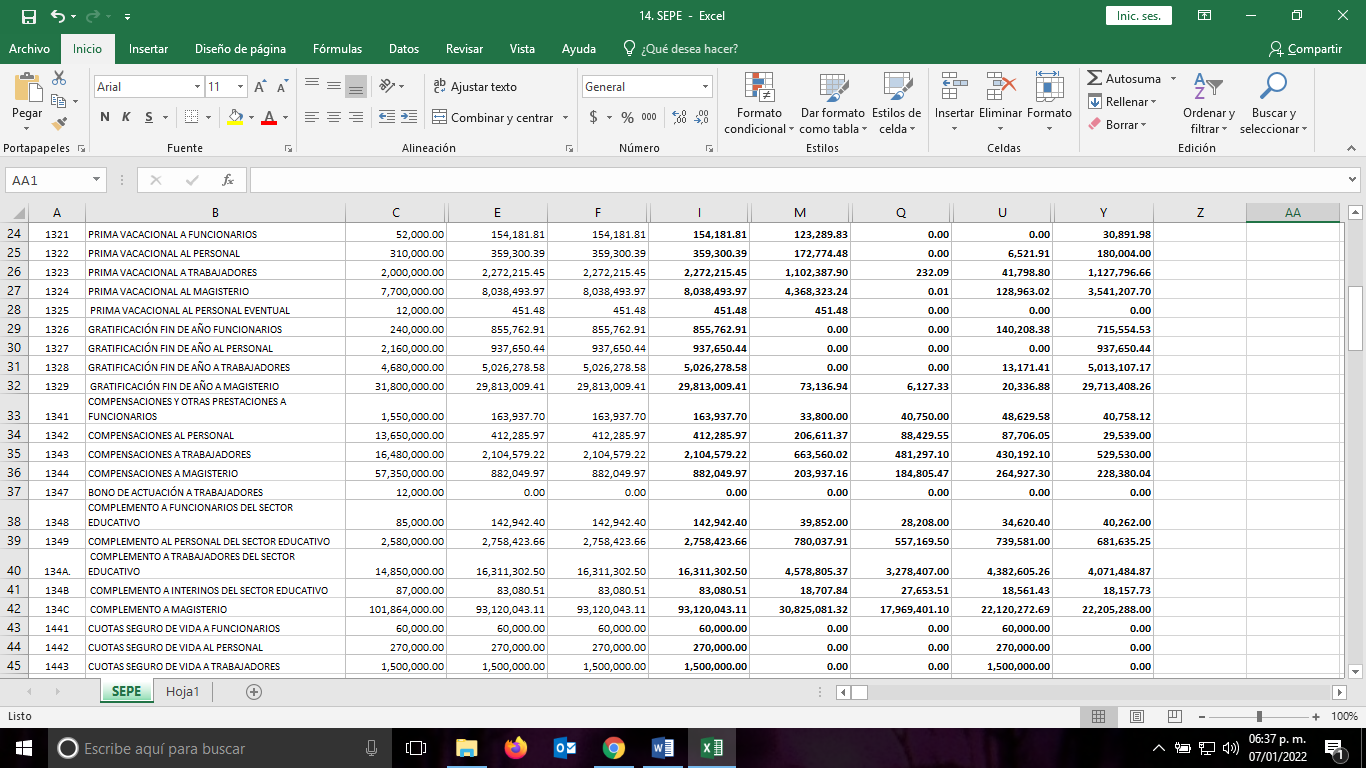 14. SEPE - Excel
Inic. ses.
Archivo Inicio Insertar Diseño de página Fórmulas Datos Revisar Vista Ayuda ¿Qué desea hacer? Compartir
Pegar
Portapapeles
Arial 11
N K S
Fuente
Ajustar texto
Combinar y centrar
Alineación
General
$ % 000
Número
Formato condicional
Dar formato como tabla
Estilos de celda
Estilos
Insertar Eliminar Formato
Celdas
Autosuma
Rellenar
Borrar
Ordenar y filtrar
Buscar y seleccionar
Edición
AA1 fx
A B C E F I M Q U Y Z AA
24 1321 PRIMA VACACIONAL A FUNCIONARIOS 52,000.00 154,181.81 154,181.81 154,181.81 123,289.83 0.00 0.00 30,891.98
25 1322 PRIMA VACACIONAL AL PERSONAL 310,000.00 359,300.39 359,300.39 359,300.39 172,774.48 0.00 6,521.91 180,004.00
26 1323 PRIMA VACACIONAL A TRABAJADORES 2,000,000.00 2,272,215.45 2,272,215.45 2,272,215.45 1,102,387.90 232.09 41,798.80 1,127,796.66
27 1324 PRIMA VACACIONAL AL MAGISTERIO 7,700,000.00 8,038,493.97 8,038,493.97 8,038,493.97 4,368,323.24 0.01 128,963.02 3,541,207.70
28 1325 PRIMA VACACIONAL AL PERSONAL EVENTUAL 12,000.00 451.48 451.48 451.48 451.48 0.00 0.00 0.00
29 1326 GRATIFICACIÓN FIN DE AÑO FUNCIONARIOS 240,000.00 855,762.91 855,762.91 855,762.91 0.00 0.00 140,208.38 715,554.53
30 1327 GRATIFICACIÓN FIN DE AÑO AL PERSONAL 2,160,000.00 937,650.44 937,650.44 937,650.44 0.00 0.00 0.00 937,650.44
31 1328 GRATIFICACIÓN FIN DE AÑO A TRABAJADORES 4,680,000.00 5,026,278.58 5,026,278.58 5,026,278.58 0.00 0.00 13,171.41 5,013,107.17
32 1329 GRATIFICACIÓN FIN DE AÑO A MAGISTERIO 31,800,000.00 29,813,009.41 29,813,009.41 29,813,009.41 73,136.94 6,127.33 20,336.88 29,713,408.26
COMPENSACIONES Y OTRAS PRESTACIONES A
33 1341 FUNCIONARIOS 1,550,000.00 163,937.70 163,937.70 163,937.70 33,800.00 40,750.00 48,629.58 40,758.12
34 1342 COMPENSACIONES AL PERSONAL 13,650,000.00 412,285.97 412,285.97 412,285.97 206,611.37 88,429.55 87,706.05 29,539.00
35 1343 COMPENSACIONES A TRABAJADORES 16,480,000.00 2,104,579.22 2,104,579.22 2,104,579.22 663,560.02 481,297.10 430,192.10 529,530.00
36 1344 COMPENSACIONES A MAGISTERIO 57,350,000.00 882,049.97 882,049.97 882,049.97 203,937.16 184,805.47 264,927.30 228,380.04
37 1347 BONO DE ACTUACIÓN A TRABAJADORES 12,000.00 0.00 0.00 0.00 0.00 0.00 0.00 0.00
COMPLEMENTO A FUNCIONARIOS DEL SECTOR
38 1348 EDUCATIVO 85,000.00 142,942.40 142,942.40 142,942.40 39,852.00 28,208.00 34,620.40 40,262.00
39 1349 COMPLEMENTO AL PERSONAL DEL SECTOR EDUCATIVO 2,580,000.00 2,758,423.66 2,758,423.66 2,758,423.66 780,037.91 557,169.50 739,581.00 681,635.25
COMPLEMENTO A TRABAJADORES DEL SECTOR
40 134A. EDUCATIVO 14,850,000.00 16,311,302.50 16,311,302.50 16,311,302.50 4,578,805.37 3,278,407.00 4,382,605.26 4,071,484.87
41 134B COMPLEMENTO A INTERINOS DEL SECTOR EDUCATIVO 87,000.00 83,080.51 83,080.51 83,080.51 18,707.84 27,653.51 18,561.43 18,157.73
42 134C COMPLEMENTO A MAGISTERIO 101,864,000.00 93,120,043.11 93,120,043.11 93,120,043.11 30,825,081.32 17,969,401.10 22,120,272.69 22,205,288.00
43 1441 CUOTAS SEGURO DE VIDA A FUNCIONARIOS 60,000.00 60,000.00 60,000.00 60,000.00 0.00 0.00 60,000.00 0.00
44 1442 CUOTAS SEGURO DE VIDA AL PERSONAL 270,000.00 270,000.00 270,000.00 270,000.00 0.00 0.00 270,000.00 0.00
45 1443 CUOTAS SEGURO DE VIDA A TRABAJADORES 1,500,000.00 1,500,000.00 1,500,000.00 1,500,000.00 0.00 0.00 1,500,000.00 0.00
SEPE Hoja1
Listo 100%
Escribe aquí para buscar
06:37 p. m.
07/01/2022
1